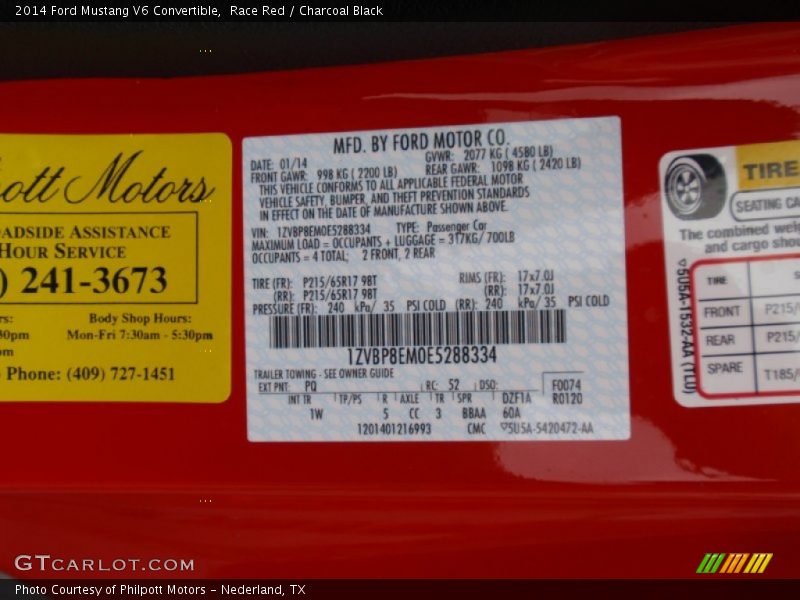 2014 Ford Mustang V6 Convertible,  Race Red / Charcoal Black
ott Motors
ADSIDE ASSISTANCE
HOUR SERVICE
) 241-3673
rs:
Body Shop Hours:
30pm
Mon-Fri 7:30am - 5:30pm
pm
Phone: (409) 727-1451
MFD. BY FORD MOTOR CO.
DATE: 01/14
GVWR: 2077 KG ( 4580 LB)
FRONT GAWR: 998 KG ( 2200 LB)
REAR GAWR: 1098 KG ( 2420 LB)
THIS VEHICLE CONFORMS TO ALL APPLICABLE FEDERAL MOTOR
VEHICLE SAFETY, BUMPER, AND THEFT PREVENTION STANDARDS
IN EFFECT ON THE DATE OF MANUFACTURE SHOWN ABOVE.
VIN: 1ZVBP8EM0E5288334 TYPE: Passenger Car
MAXIMUM LOAD = OCCUPANTS + LUGGAGE = 317KG/ 700LB
OCCUPANTS = 4 TOTAL; 2 FRONT, 2 REAR
TIRE (FR): P215/65R17 98T RIMS (FR): 17x7.0J
(RR): P215/65R17 98T (RR): 17x7.0J
PRESSURE (FR): 240 kPa/ 35 PSI COLD (RR): 240 kPa/ 35 PSI COLD
1ZVBP8EM0E5288334
TRAILER TOWING - SEE OWNER GUIDE
EXT PNT: PQ RC: 52 DSO: F0074
INT TR TP/PS R AXLE TR SPR DZF1A R0120
1W 5 CC 3 BBAA 60A
1201401216993 CMC 5U5A-5420472-AA
TIRE
SEATING CA
The combined weig
and cargo shou
5U5A-1532-AA (TL0)
TIRE S
FRONT P215/
REAR P215/
SPARE T185/
GTCARLOT.COM
Photo Courtesy of Philpott Motors - Nederland, TX